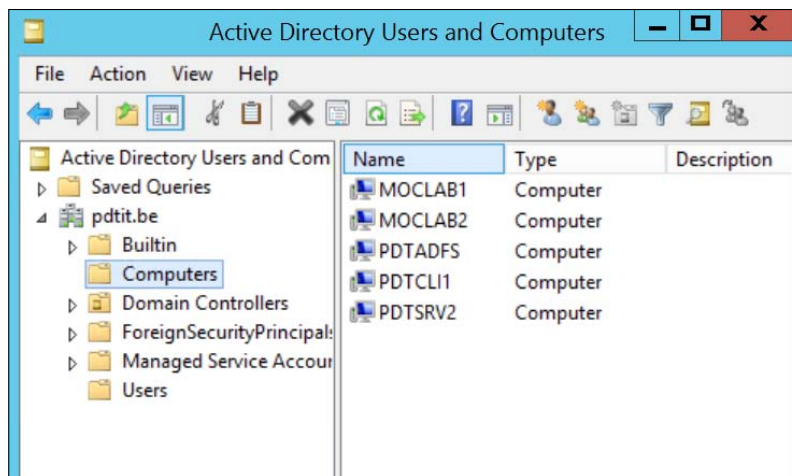 Active Directory Users and Computers
File Action View Help
Active Directory Users and Com
Saved Queries
pdtit.be
Builtin
Computers
Domain Controllers
ForeignSecurityPrincipals
Managed Service Accour
Users
Name Type Description
MOCLAB1 Computer
MOCLAB2 Computer
PDTADFS Computer
PDTCLI1 Computer
PDTSRV2 Computer